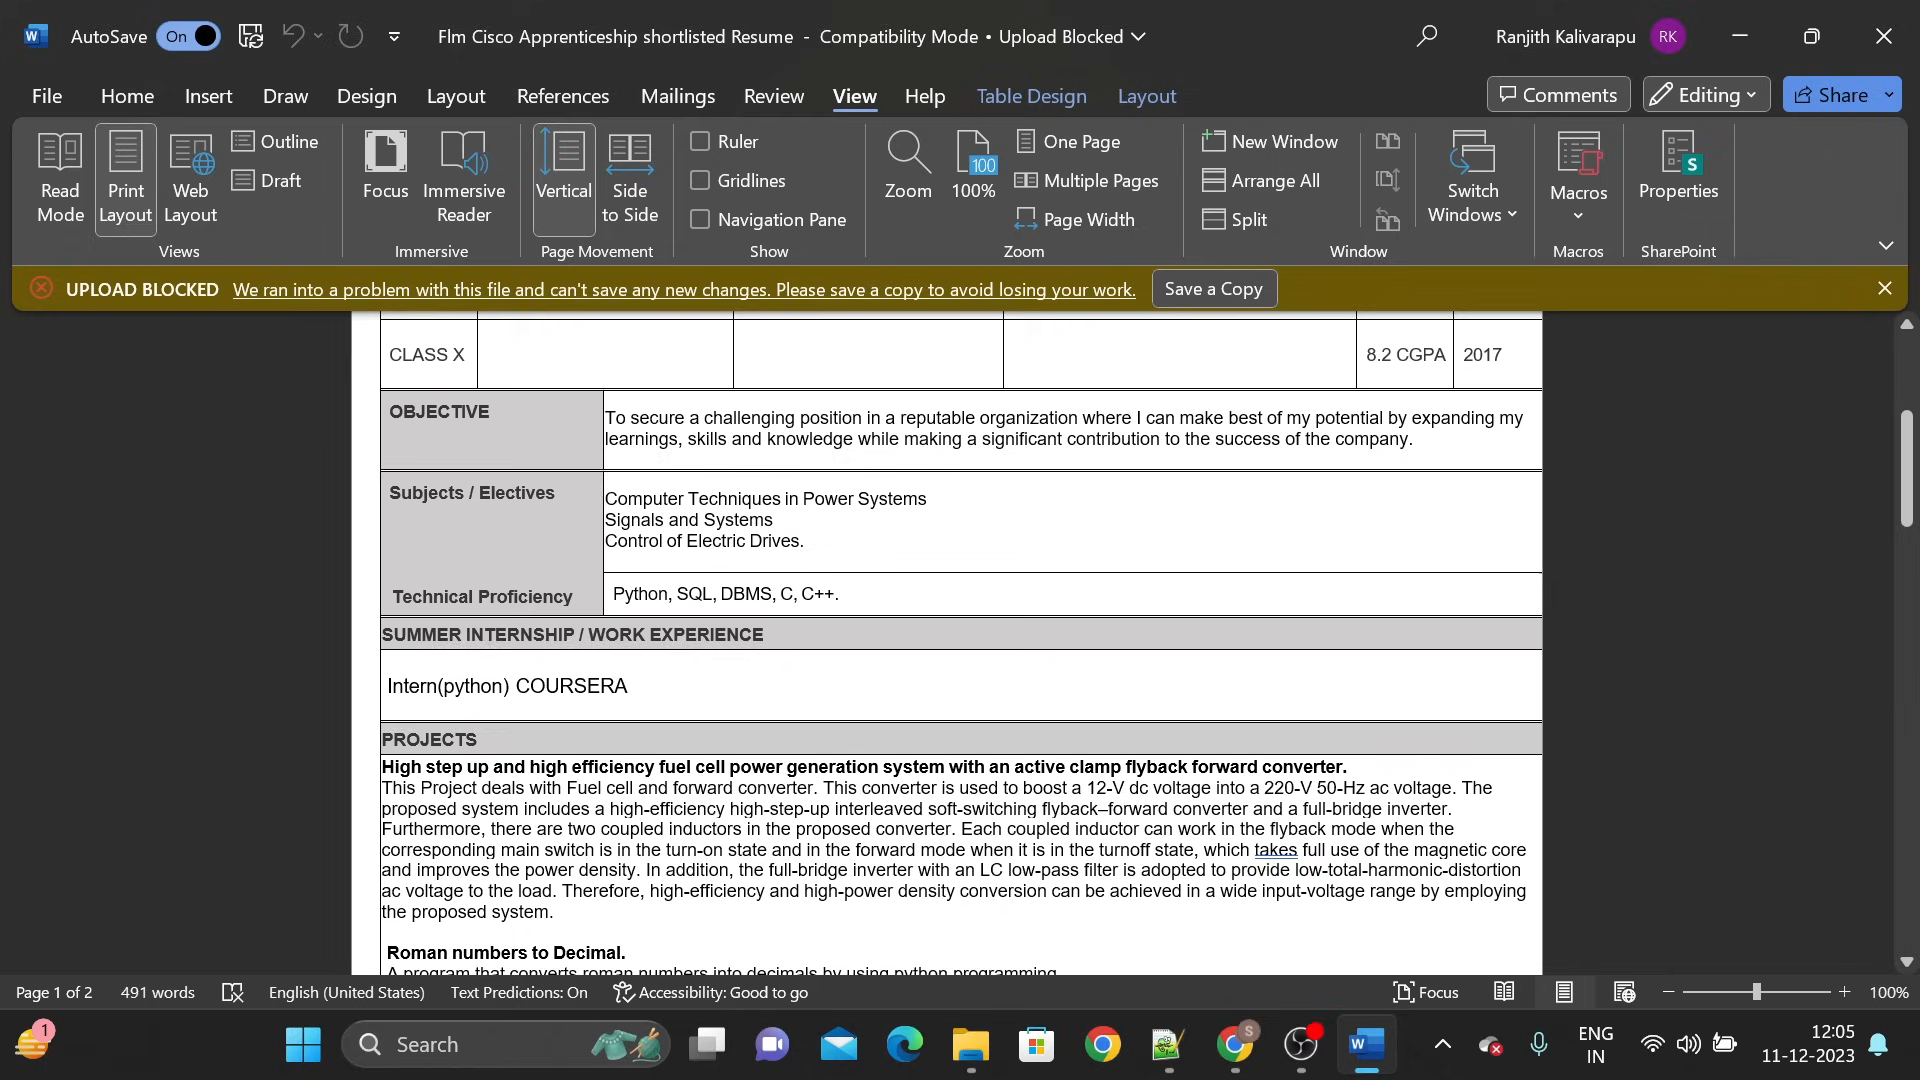 AutoSave On Flm Cisco Apprenticeship shortlisted Resume - Compatibility Mode • Upload Blocked Ranjith Kalivarapu RK
File Home Insert Draw Design Layout References Mailings Review View Help Table Design Layout Comments Editing Share
Read Mode
Print Layout
Web Layout
Outline
Draft
Views
Focus
Immersive Reader
Immersive
Vertical
Side to Side
Page Movement
Ruler
Gridlines
Navigation Pane
Show
Zoom
100
100%
One Page
Multiple Pages
Page Width
Zoom
New Window
Arrange All
Split
Switch Windows
Window
Macros
Macros
S
Properties
SharePoint
UPLOAD BLOCKED We ran into a problem with this file and can't save any new changes. Please save a copy to avoid losing your work. Save a Copy
CLASS X 8.2 CGPA 2017
OBJECTIVE
To secure a challenging position in a reputable organization where I can make best of my potential by expanding my
learnings, skills and knowledge while making a significant contribution to the success of the company.
Subjects / Electives
Computer Techniques in Power Systems
Signals and Systems
Control of Electric Drives.
Technical Proficiency Python, SQL, DBMS, C, C++.
SUMMER INTERNSHIP / WORK EXPERIENCE
Intern(python) COURSERA
PROJECTS
High step up and high efficiency fuel cell power generation system with an active clamp flyback forward converter.
This Project deals with Fuel cell and forward converter. This converter is used to boost a 12-V dc voltage into a 220-V 50-Hz ac voltage. The
proposed system includes a high-efficiency high-step-up interleaved soft-switching flyback–forward converter and a full-bridge inverter.
Furthermore, there are two coupled inductors in the proposed converter. Each coupled inductor can work in the flyback mode when the
corresponding main switch is in the turn-on state and in the forward mode when it is in the turnoff state, which takes full use of the magnetic core
and improves the power density. In addition, the full-bridge inverter with an LC low-pass filter is adopted to provide low-total-harmonic-distortion
ac voltage to the load. Therefore, high-efficiency and high-power density conversion can be achieved in a wide input-voltage range by employing
the proposed system.
Roman numbers to Decimal.
A program that converts roman numbers into decimals by using python programming
Page 1 of 2 491 words English (United States) Text Predictions: On Accessibility: Good to go Focus 100%
1 Search S ENG IN 12:05 11-12-2023